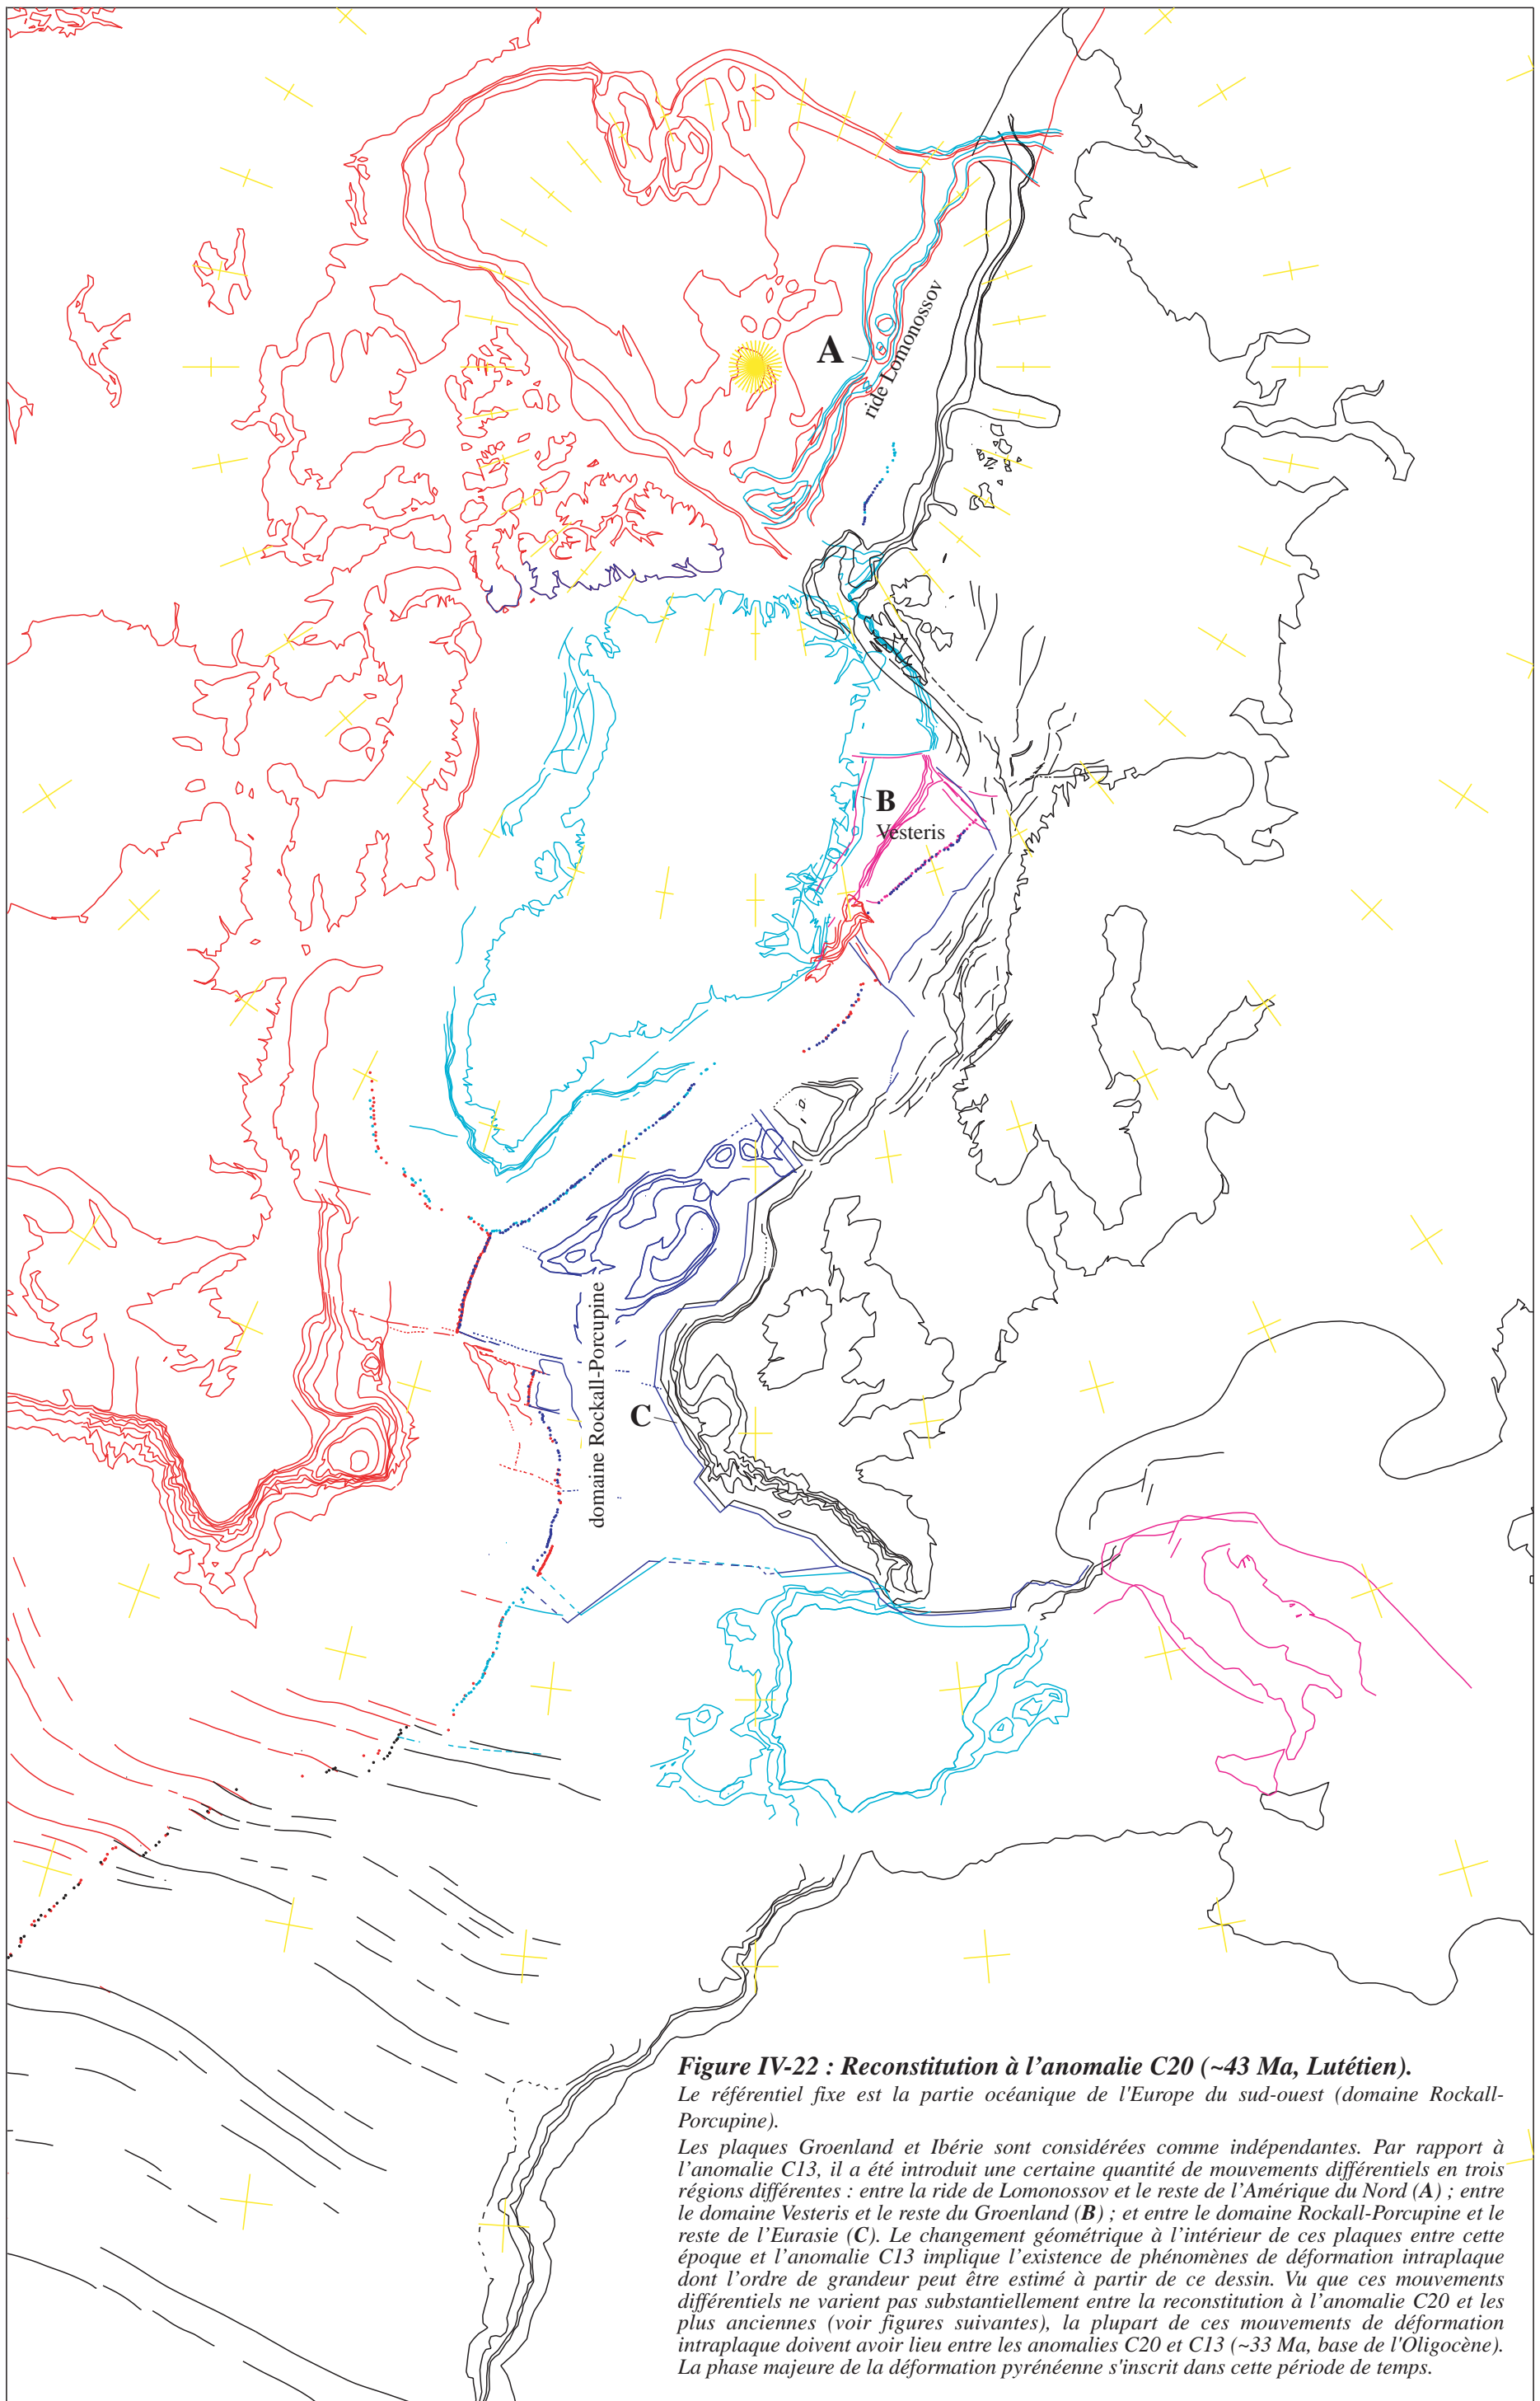 A
ride Lomonossov
B
Vesteris
domaine Rockall-Porcupine
C
Figure IV-22 : Reconstitution à l’anomalie C20 (~43 Ma, Lutétien).
Le référentiel fixe est la partie océanique de l'Europe du sud-ouest (domaine Rockall-
Porcupine).
Les plaques Groenland et Ibérie sont considérées comme indépendantes. Par rapport à
l’anomalie C13, il a été introduit une certaine quantité de mouvements différentiels en trois
régions différentes : entre la ride de Lomonossov et le reste de l’Amérique du Nord (A) ; entre
le domaine Vesteris et le reste du Groenland (B) ; et entre le domaine Rockall-Porcupine et le
reste de l’Eurasie (C). Le changement géométrique à l’intérieur de ces plaques entre cette
époque et l’anomalie C13 implique l’existence de phénomènes de déformation intraplaque
dont l’ordre de grandeur peut être estimé à partir de ce dessin. Vu que ces mouvements
différentiels ne varient pas substantiellement entre la reconstitution à l’anomalie C20 et les
plus anciennes (voir figures suivantes), la plupart de ces mouvements de déformation
intraplaque doivent avoir lieu entre les anomalies C20 et C13 (~33 Ma, base de l'Oligocène).
La phase majeure de la déformation pyrénéenne s'inscrit dans cette période de temps.